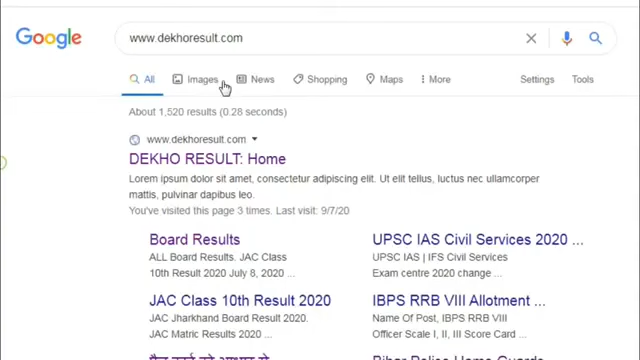 Google
www.dekhoresult.com
All Images News Shopping Maps More Settings Tools
About 1,520 results (0.28 seconds)
www.dekhoresult.com
DEKHO RESULT: Home
Lorem ipsum dolor sit amet, consectetur adipiscing elit. Ut elit tellus, luctus nec ullamcorper
mattis, pulvinar dapibus leo.
You've visited this page 3 times. Last visit: 9/7/20
Board Results
ALL Board Results. JAC Class
10th Result 2020 July 8, 2020 ...
UPSC IAS Civil Services 2020 ...
UPSC IAS | IFS Civil Services
Exam centre 2020 change ...
JAC Class 10th Result 2020
JAC Jharkhand Board Result 2020.
JAC Matric Results 2020 ...
IBPS RRB VIII Allotment ...
Name Of Post, IBPS RRB VIII
Officer Scale I, II, III Score Card ...
पैन कार्ड को आधार से
Bihar Police Home Guards